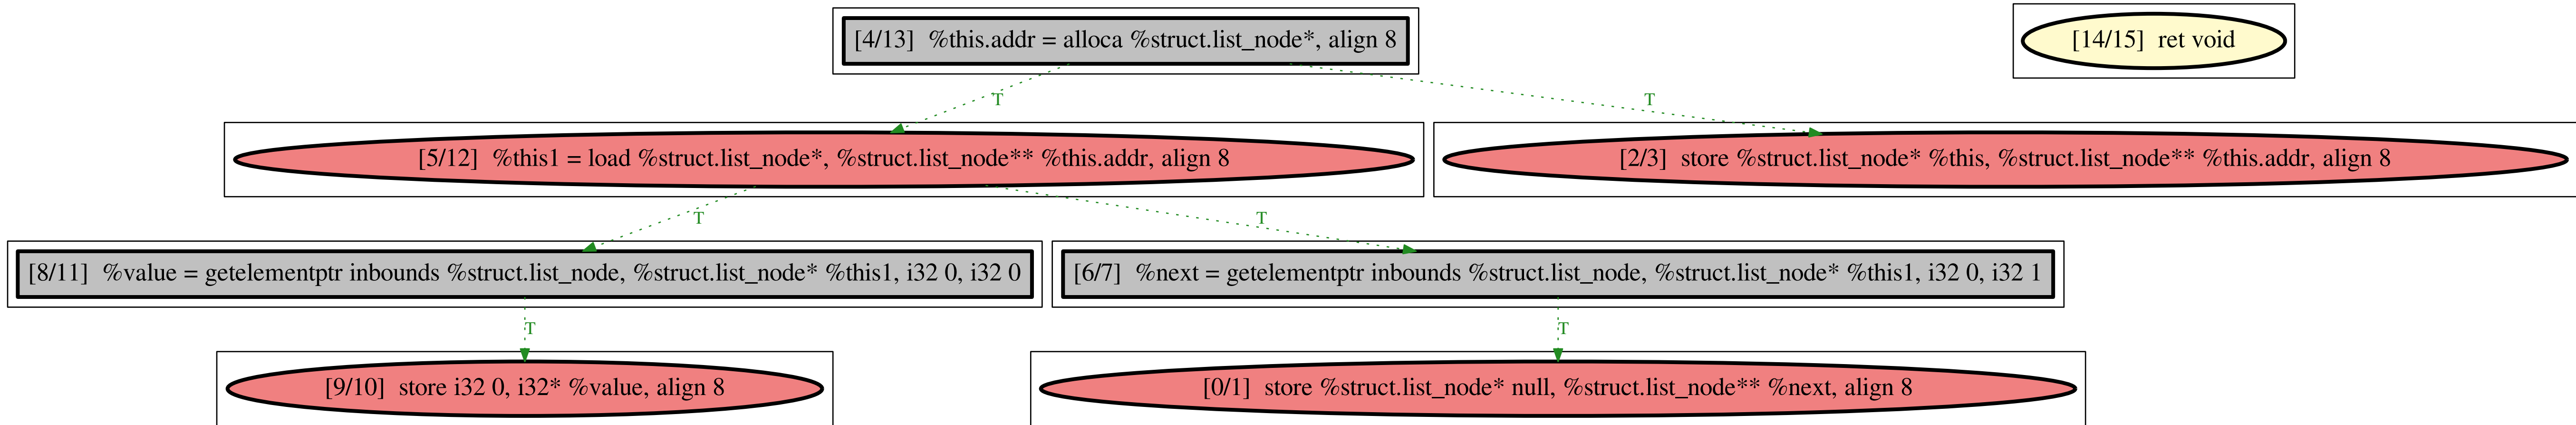 [4/13]  %this.addr = alloca %struct.list_node*, align 8
[14/15]  ret void
T
T
[5/12]  %this1 = load %struct.list_node*, %struct.list_node** %this.addr, align 8
[2/3]  store %struct.list_node* %this, %struct.list_node** %this.addr, align 8
T
T
[8/11]  %value = getelementptr inbounds %struct.list_node, %struct.list_node* %this1, i32 0, i32 0
[6/7]  %next = getelementptr inbounds %struct.list_node, %struct.list_node* %this1, i32 0, i32 1
T
T
[9/10]  store i32 0, i32* %value, align 8
[0/1]  store %struct.list_node* null, %struct.list_node** %next, align 8